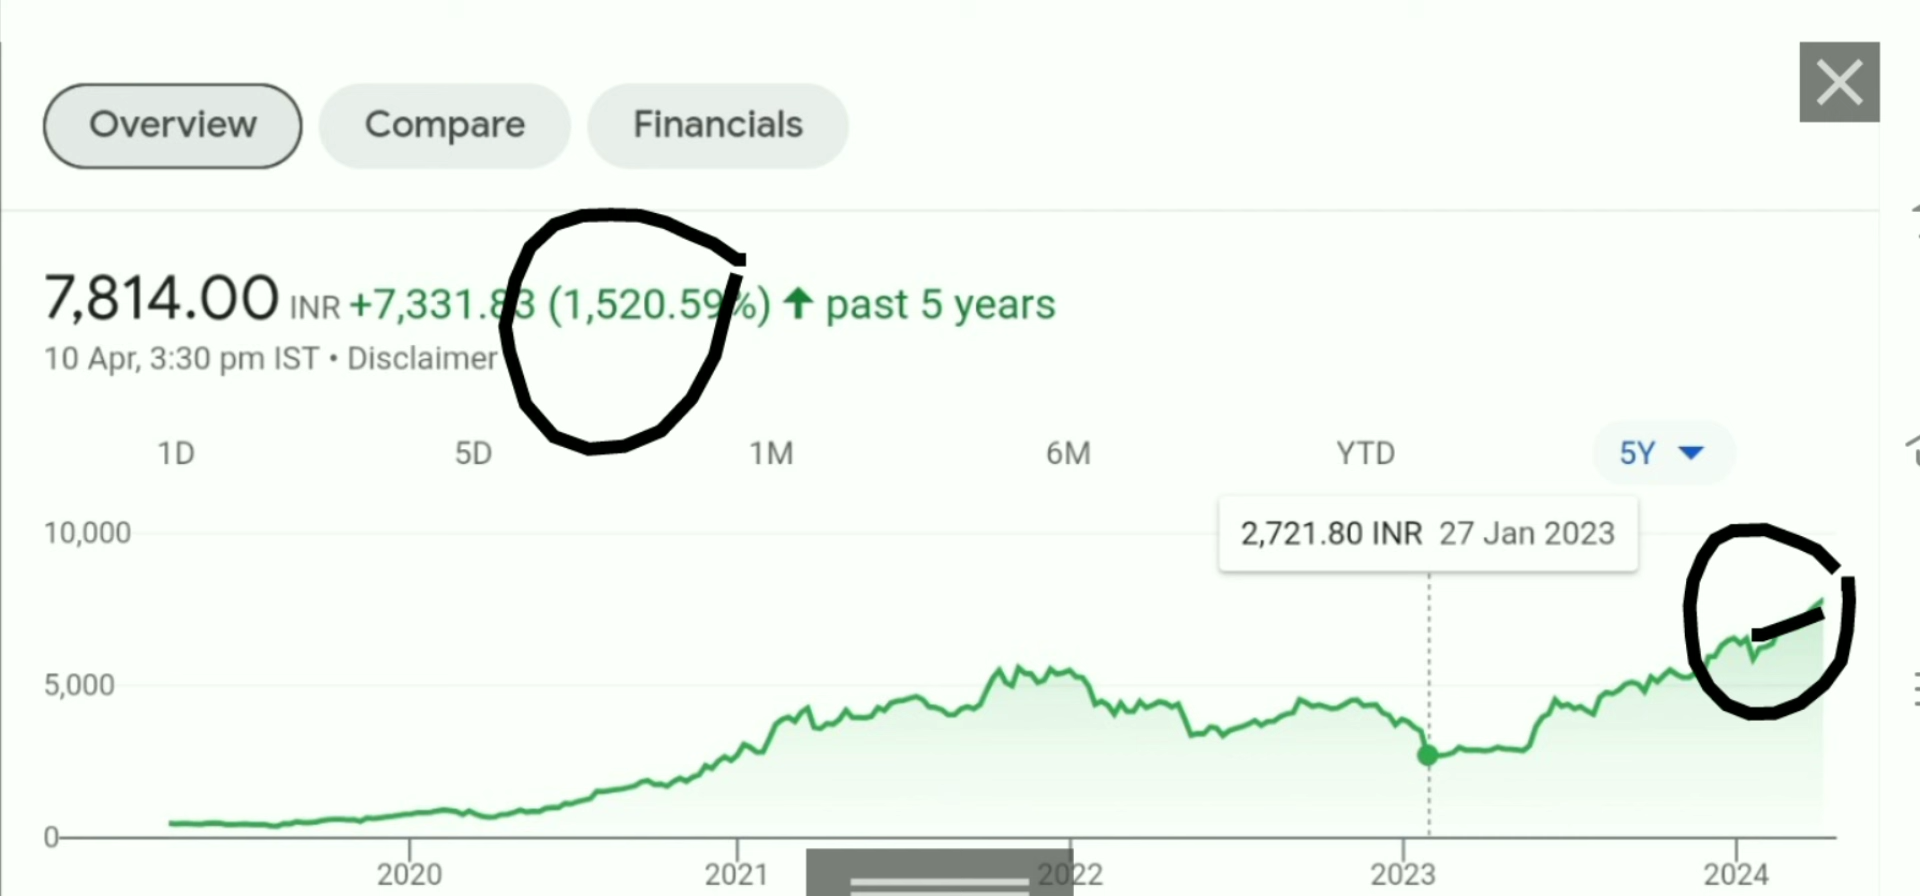 Overview Compare Financials
7,814.00 INR +7,331.83 (1,520.59%) ↑ past 5 years
10 Apr, 3:30 pm IST • Disclaimer
1D 5D 1M 6M YTD 5Y
10,000
2,721.80 INR 27 Jan 2023
5,000
0
2020 2021 2022 2023 2024